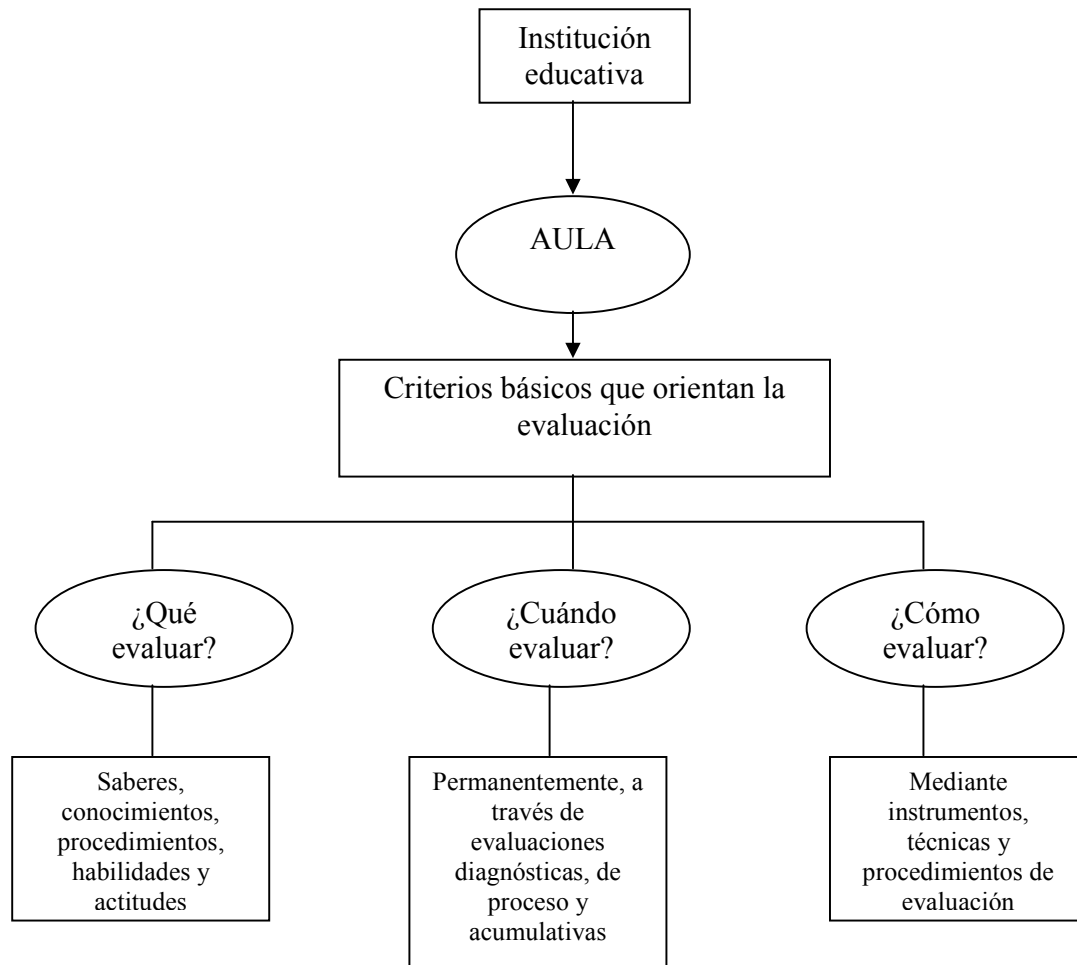 Institución
educativa
AULA
Criterios básicos que orientan la
evaluación
¿Qué
evaluar?
¿Cuándo
evaluar?
¿Cómo
evaluar?
Saberes,
conocimientos,
procedimientos,
habilidades y
actitudes
Permanentemente, a
través de
evaluaciones
diagnósticas, de
proceso y
acumulativas
Mediante
instrumentos,
técnicas y
procedimientos de
evaluación